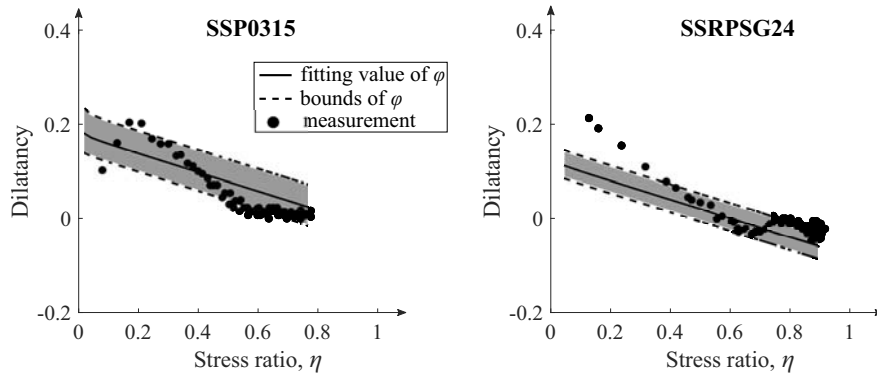 SSP0315
fitting value of φ
bounds of φ
measurement
0.4
0.2
0
-0.2
Dilatancy
0
0.2
0.4
0.6
0.8
1
Stress ratio, η
SSRPSG24
0.4
0.2
0
-0.2
Dilatancy
0
0.2
0.4
0.6
0.8
1
Stress ratio, η